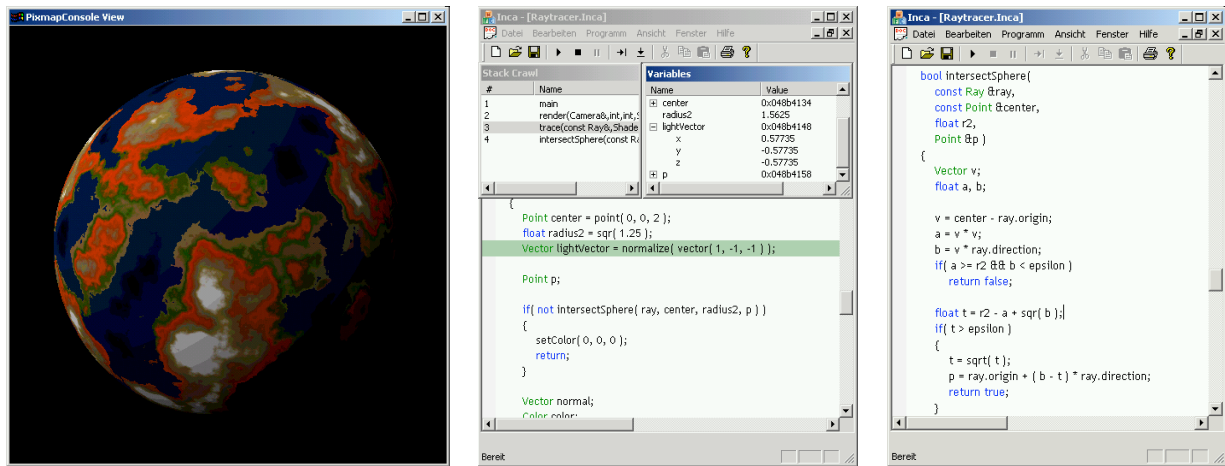 PixmapConsole View
Inca - [Raytracer.Inca]
Datei Bearbeiten Programm Ansicht Fenster Hilfe
Stack Crawl
# Name
1 main
2 render(Camera&,int,int,S
3 trace(const Ray&,Shade
4 intersectSphere(const Ra
Variables
Name Value
center 0x048b4134
radius2 1.5625
lightVector 0x048b4148
x 0.57735
y -0.57735
z -0.57735
p 0x048b4158
{
Point center = point( 0, 0, 2 );
float radius2 = sqr( 1.25 );
Vector lightVector = normalize( vector( 1, -1, -1 ) );
Point p;
if( not intersectSphere( ray, center, radius2, p ) )
{
setColor( 0, 0, 0 );
return;
}
Vector normal;
Color color;
Bereit
Inca - [Raytracer.Inca]
Datei Bearbeiten Programm Ansicht Fenster Hilfe
bool intersectSphere(
const Ray &ray,
const Point &center,
float r2,
Point &p )
{
Vector v;
float a, b;
v = center - ray.origin;
a = v * v;
b = v * ray.direction;
if( a >= r2 && b < epsilon )
return false;
float t = r2 - a + sqr( b );
if( t > epsilon )
{
t = sqrt( t );
p = ray.origin + ( b - t ) * ray.direction;
return true;
}
Bereit